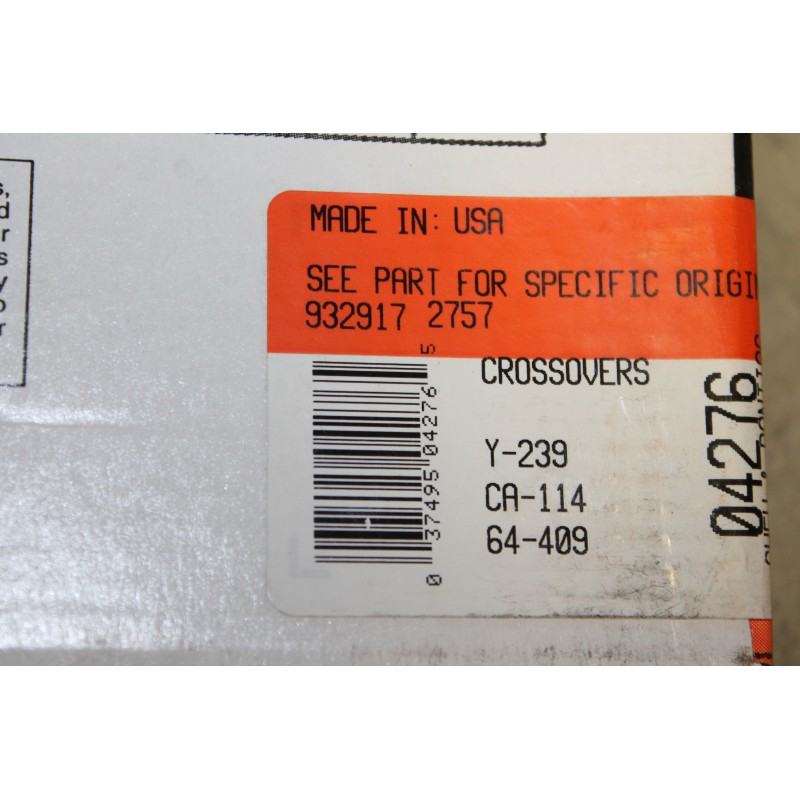 s,
d
r
s
y
o
r
MADE IN: USA
SEE PART FOR SPECIFIC ORIGIN
932917 2757
CROSSOVERS
Y-239
CA-114
64-409
0 37495 04276 5
04276